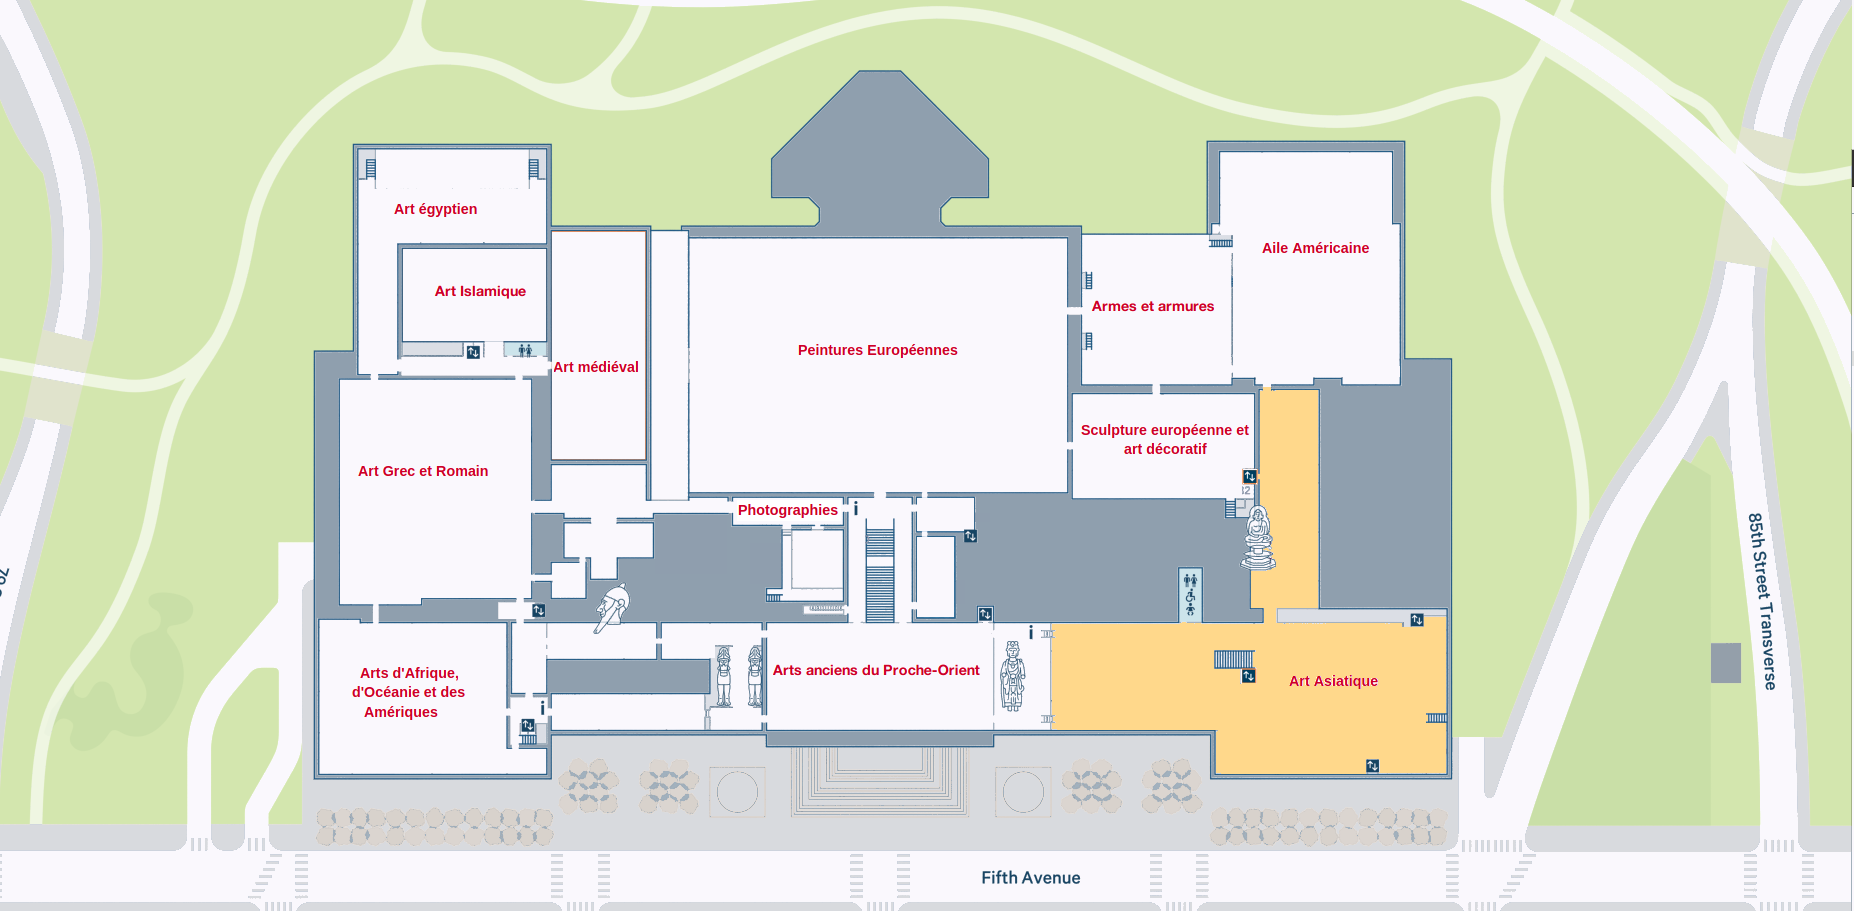 Art égyptien
Aile Américaine
Art Islamique
Armes et armures
Peintures Européennes
Art médiéval
Sculpture européenne et
art décoratif
Art Grec et Romain
Photographies
i
85th Street Transverse
i
Arts d'Afrique,
d'Océanie et des
Amériques
Arts anciens du Proche-Orient
Art Asiatique
i
Fifth Avenue